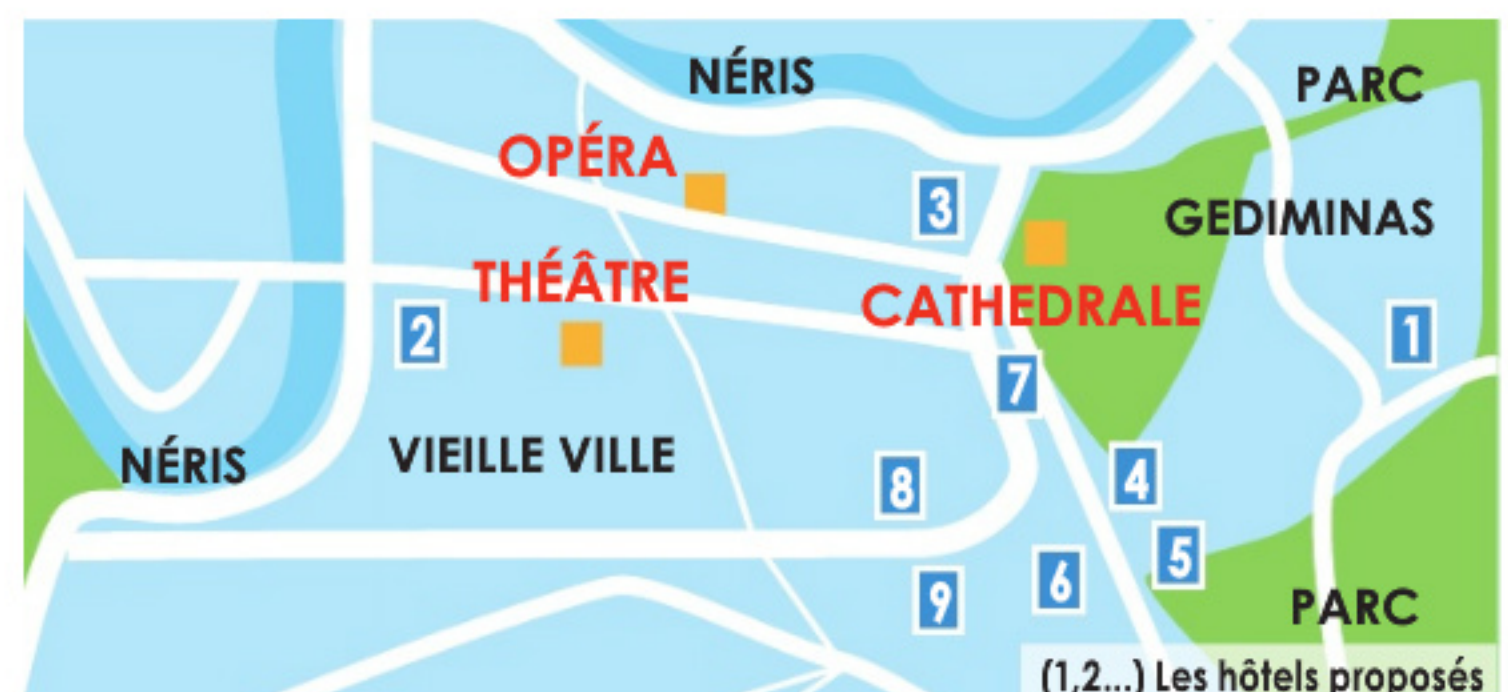 NÉRIS
PARC
OPÉRA
3
GEDIMINAS
THÉÂTRE
CATHEDRALE
2
1
7
NÉRIS
VIEILLE VILLE
8
4
5
6
9
PARC
(1,2...) Les hôtels proposés